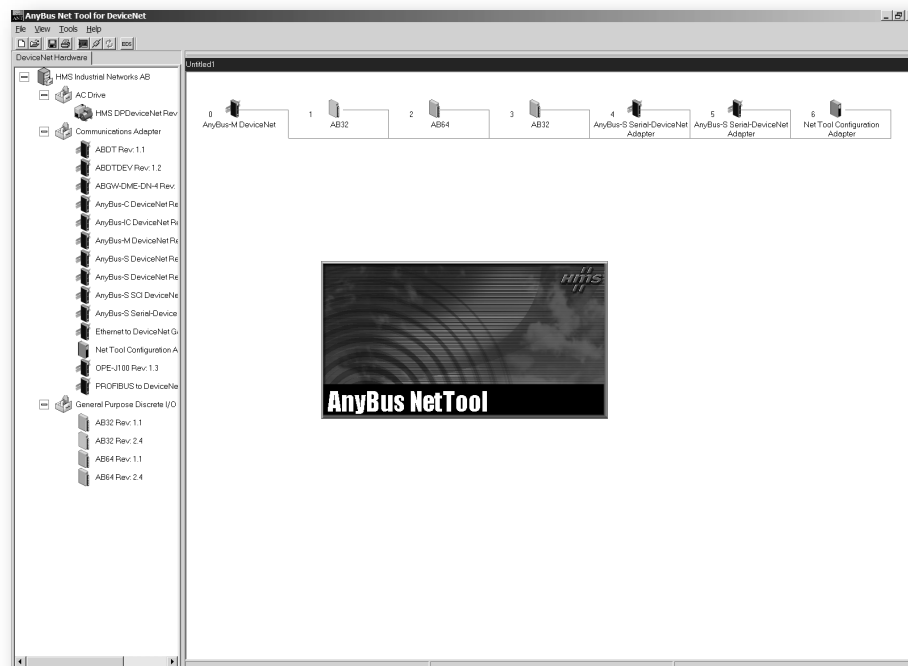 AnyBus Net Tool for DeviceNet
File View Tools Help
EDS
DeviceNet Hardware
Untitled1
HMS Industrial Networks AB
AC Drive
HMS DPDeviceNet Rev
Communications Adapter
ABDT Rev: 1.1
ABDTDEV Rev: 1.2
ABGW-DME-DN-4 Rev:
AnyBus-C DeviceNet Re
AnyBus-IC DeviceNet Re
AnyBus-M DeviceNet Re
AnyBus-S DeviceNet Re
AnyBus-S DeviceNet Re
AnyBus-S SCI DeviceNe
AnyBus-S Serial-Device
Ethernet to DeviceNet G
Net Tool Configuration A
OPE-J100 Rev: 1.3
PROFIBUS to DeviceNe
General Purpose Discrete I/O
AB32 Rev: 1.1
AB32 Rev: 2.4
AB64 Rev: 1.1
AB64 Rev: 2.4
0
AnyBus-M DeviceNet
1
AB32
2
AB64
3
AB32
4
AnyBus-S Serial-DeviceNet
Adapter
5
AnyBus-S Serial-DeviceNet
Adapter
6
Net Tool Configuration
Adapter
HMS
AnyBus NetTool